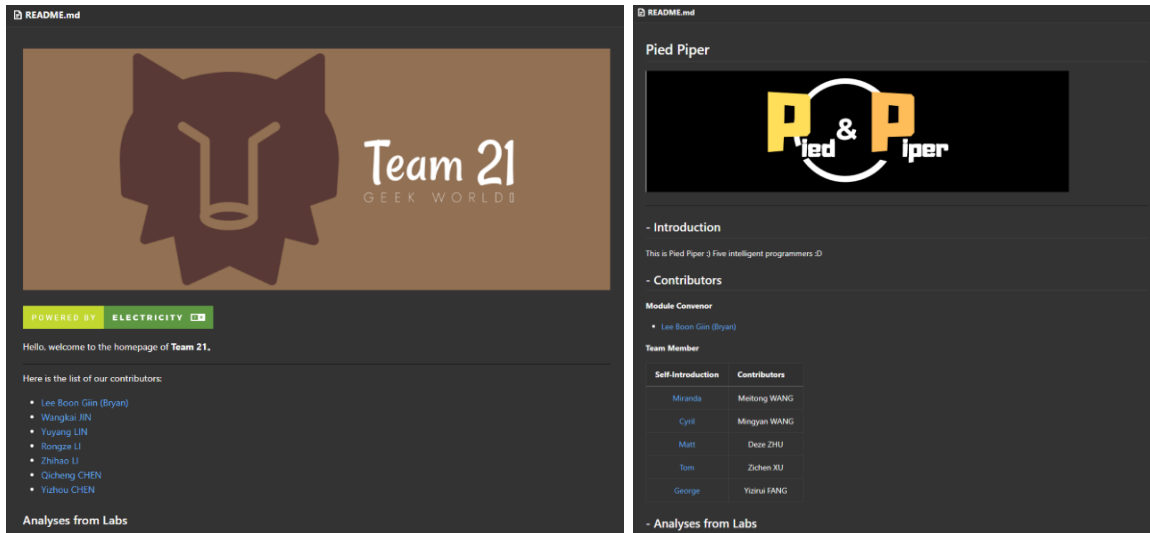 README.md
Team 21
GEEK WORLD
POWERED BY ELECTRICITY
Hello, welcome to the homepage of Team 21。
Here is the list of our contributors:
• Lee Boon Giin (Bryan)
• Wangkai JIN
• Yuyang LIN
• Rongze LI
• Zhihao LI
• Qicheng CHEN
• Yizhou CHEN
Analyses from Labs
README.md
Pied Piper
Pied & Piper
- Introduction
This is Pied Piper :) Five intelligent programmers :D
- Contributors
Module Convenor
• Lee Boon Giin (Bryan)
Team Member
Self-Introduction Contributors
Miranda Meitong WANG
Cyril Mingyan WANG
Matt Deze ZHU
Tom Zichen XU
George Yizirui FANG
- Analyses from Labs